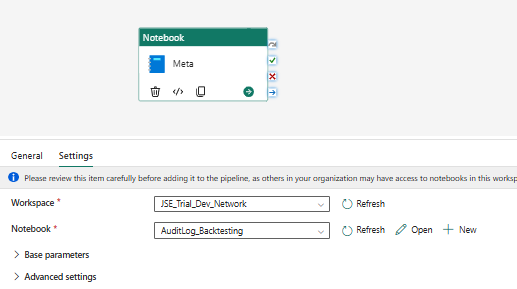 Notebook
Meta
General Settings
Please review this item carefully before adding it to the pipeline, as others in your organization may have access to notebooks in this worksp
Workspace * JSE_Trial_Dev_Network Refresh
Notebook * AuditLog_Backtesting Refresh Open New
Base parameters
Advanced settings